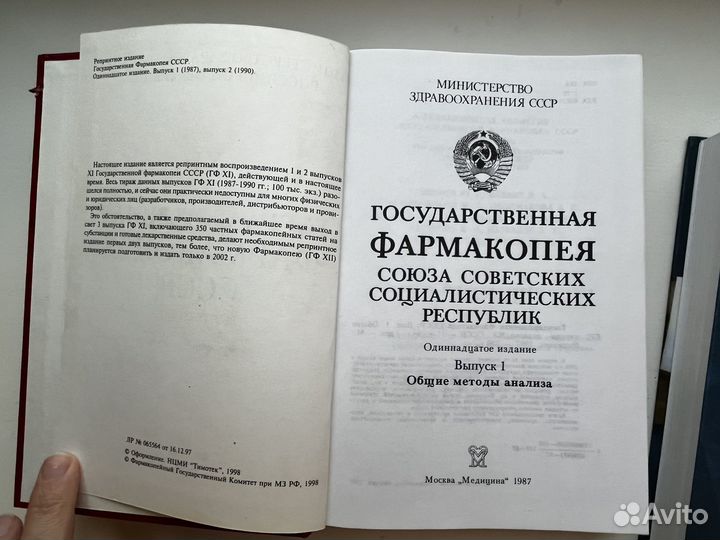 Репринтное издание
Государственная Фармакопея СССР.
Одиннадцатое издание. Выпуск 1 (1987), выпуск 2 (1990).
Настоящее издание является репринтным воспроизведением 1 и 2 выпусков
XI Государственной фармакопеи СССР (ГФ XI), действующей и в настоящее
время. Весь тираж данных выпусков ГФ XI (1987-1990 гг.; 100 тыс. экз.) разо-
шелся полностью, и сейчас они практически недоступны для многих физических
и юридических лиц (разработчиков, производителей, дистрибьюторов и прови-
зоров).
Это обстоятельство, а также предполагаемый в ближайшее время выход в
свет 3 выпуска ГФ XI, включающего 350 частных фармакопейных статей на
субстанции и готовые лекарственные средства, делают необходимым репринтное
издание первых двух выпусков, тем более, что новую Фармакопею (ГФ XII)
планируется подготовить и издать только в 2002 г.
ЛР № 065564 от 16.12.97
© Оформление. НЦМИ "Тимотек", 1998
© Фармакопейный Государственный Комитет при МЗ РФ, 1998
МИНИСТЕРСТВО
ЗДРАВООХРАНЕНИЯ СССР
ГОСУДАРСТВЕННАЯ
ФАРМАКОПЕЯ
СОЮЗА СОВЕТСКИХ
СОЦИАЛИСТИЧЕСКИХ
РЕСПУБЛИК
Одиннадцатое издание
Выпуск 1
Общие методы анализа
Москва „Медицина" 1987
Avito